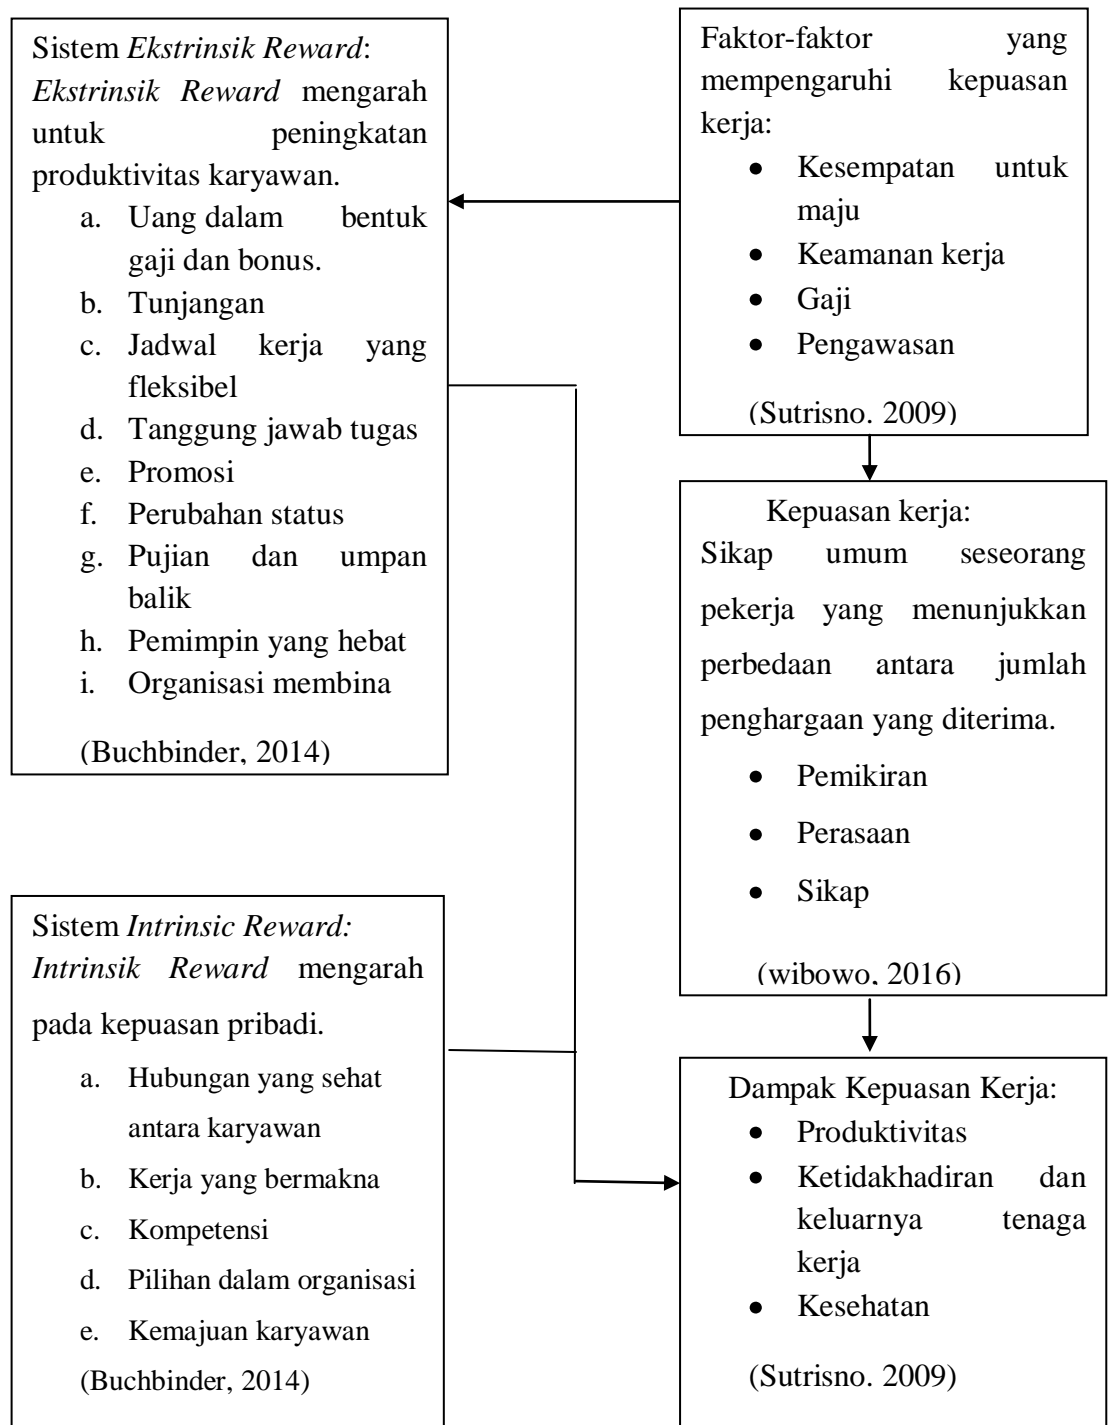 Sistem Ekstrinsik Reward:
Ekstrinsik Reward mengarah
untuk peningkatan
produktivitas karyawan.
a. Uang dalam bentuk
gaji dan bonus.
b. Tunjangan
c. Jadwal kerja yang
fleksibel
d. Tanggung jawab tugas
e. Promosi
f. Perubahan status
g. Pujian dan umpan
balik
h. Pemimpin yang hebat
i. Organisasi membina
(Buchbinder, 2014)
Sistem Intrinsic Reward:
Intrinsik Reward mengarah
pada kepuasan pribadi.
a. Hubungan yang sehat
antara karyawan
b. Kerja yang bermakna
c. Kompetensi
d. Pilihan dalam organisasi
e. Kemajuan karyawan
(Buchbinder, 2014)
Faktor-faktor yang
mempengaruhi kepuasan
kerja:
• Kesempatan untuk
maju
• Keamanan kerja
• Gaji
• Pengawasan
(Sutrisno. 2009)
Kepuasan kerja:
Sikap umum seseorang
pekerja yang menunjukkan
perbedaan antara jumlah
penghargaan yang diterima.
• Pemikiran
• Perasaan
• Sikap
(wibowo, 2016)
Dampak Kepuasan Kerja:
• Produktivitas
• Ketidakhadiran dan
keluarnya tenaga
kerja
• Kesehatan
(Sutrisno. 2009)